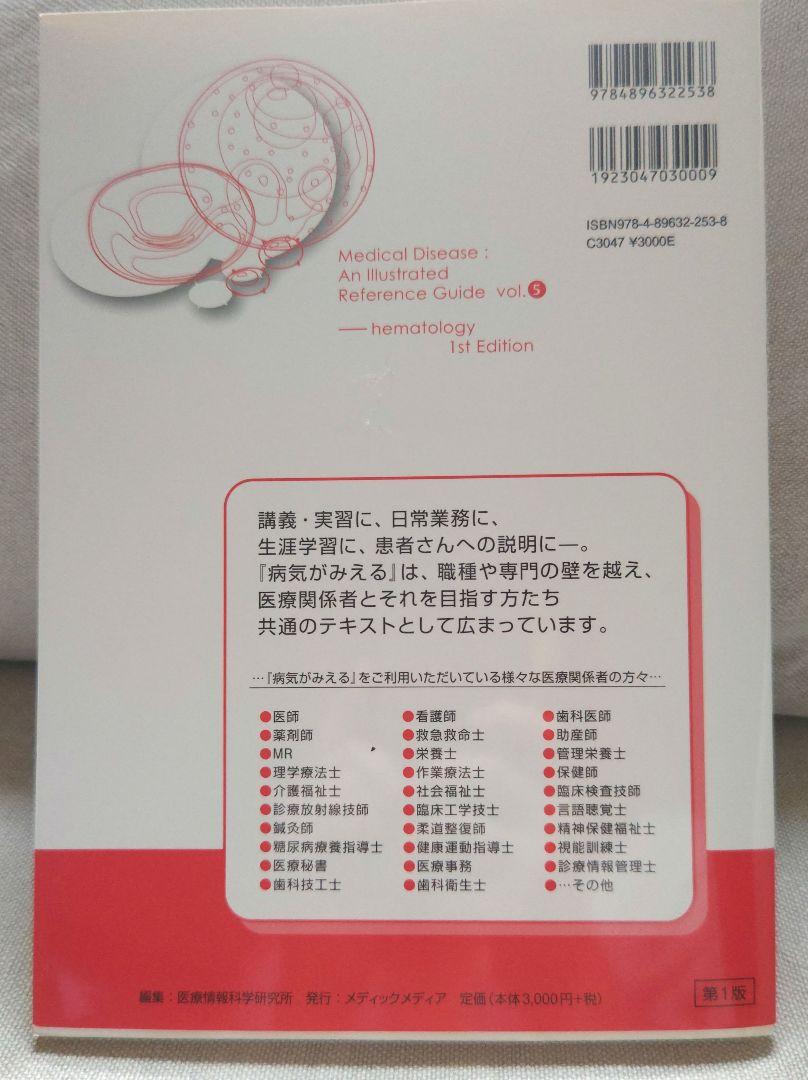 9784896322538
1923047030009
ISBN978-4-89632-253-8
C3047 ¥3000E
Medical Disease :
An Illustrated
Reference Guide vol.5
hematology
1st Edition
講義・実習に、日常業務に、
生涯学習に、患者さんへの説明に―。
『病気がみえる』は、職種や専門の壁を越え、
医療関係者とそれを目指す方たち
共通のテキストとして広まっています。
…『病気がみえる』をご利用いただいている様々な医療関係者の方々…
●医師 ●看護師 ●歯科医師
●薬剤師 ●救急救命士 ●助産師
●MR ●栄養士 ●管理栄養士
●理学療法士 ●作業療法士 ●保健師
●介護福祉士 ●社会福祉士 ●臨床検査技師
●診療放射線技師 ●臨床工学技士 ●言語聴覚士
●鍼灸師 ●柔道整復師 ●精神保健福祉士
●糖尿病療養指導士 ●健康運動指導士 ●視能訓練士
●医療秘書 ●医療事務 ●診療情報管理士
●歯科技工士 ●歯科衛生士 ●…その他
編集：医療情報科学研究所 発行：メディックメディア 定価（本体3,000円+税）
第1版